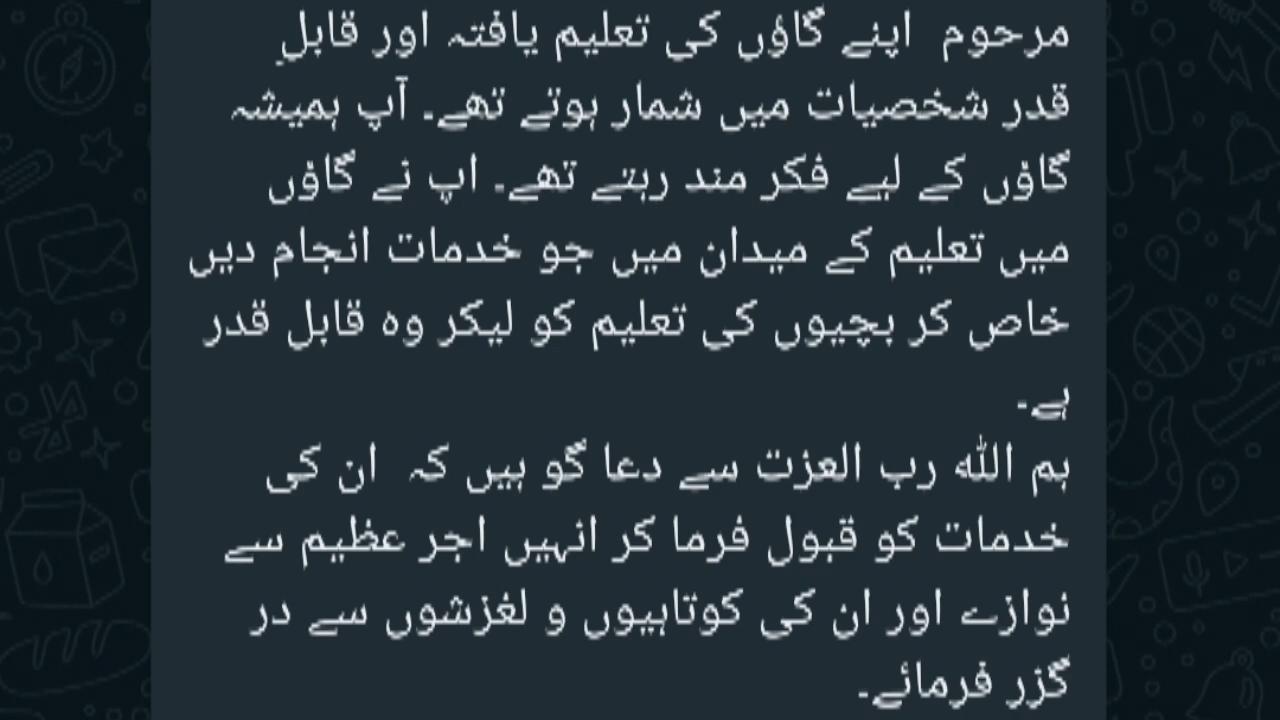 مرحوم  اپنے گاؤں کی تعلیم یافتہ اور قابلِ
قدر شخصیات میں شمار ہوتے تھے۔ آپ ہمیشہ
گاؤں کے لیے فکر مند رہتے تھے۔ اپ نے گاؤں
میں تعلیم کے میدان میں جو خدمات انجام دیں
خاص کر بچیوں کی تعلیم کو لیکر وہ قابل قدر
ہے۔
ہم اللہ رب العزت سے دعا گو ہیں کہ  ان کی
خدمات کو قبول فرما کر انہیں اجر عظیم سے
نوازے اور ان کی کوتاہیوں و لغزشوں سے در
گزر فرمائے۔